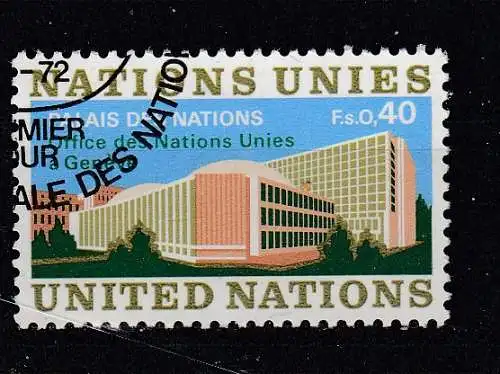 NATIONS UNIES
PALAIS DES NATIONS
F.s.0,40
Office des Nations Unies
à Genève
UNITED NATIONS
-72
EMIER
OUR
ALE DES NATIO